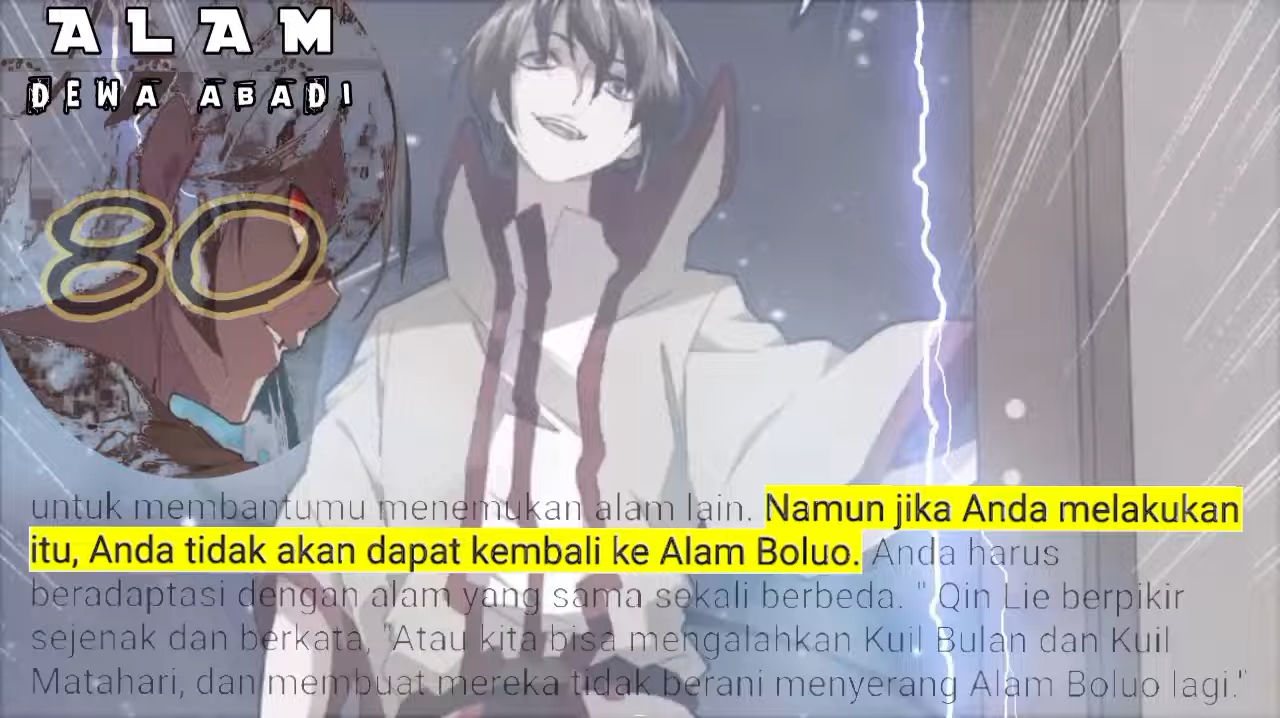 ALAM
DEWA ABADI
80
untuk membantumu menemukan alam lain. Namun jika Anda melakukan
itu, Anda tidak akan dapat kembali ke Alam Boluo. Anda harus
beradaptasi dengan alam yang sama sekali berbeda. " Qin Lie berpikir
sejenak dan berkata, "Atau kita bisa mengalahkan Kuil Bulan dan Kuil
Matahari, dan membuat mereka tidak berani menyerang Alam Boluo lagi."